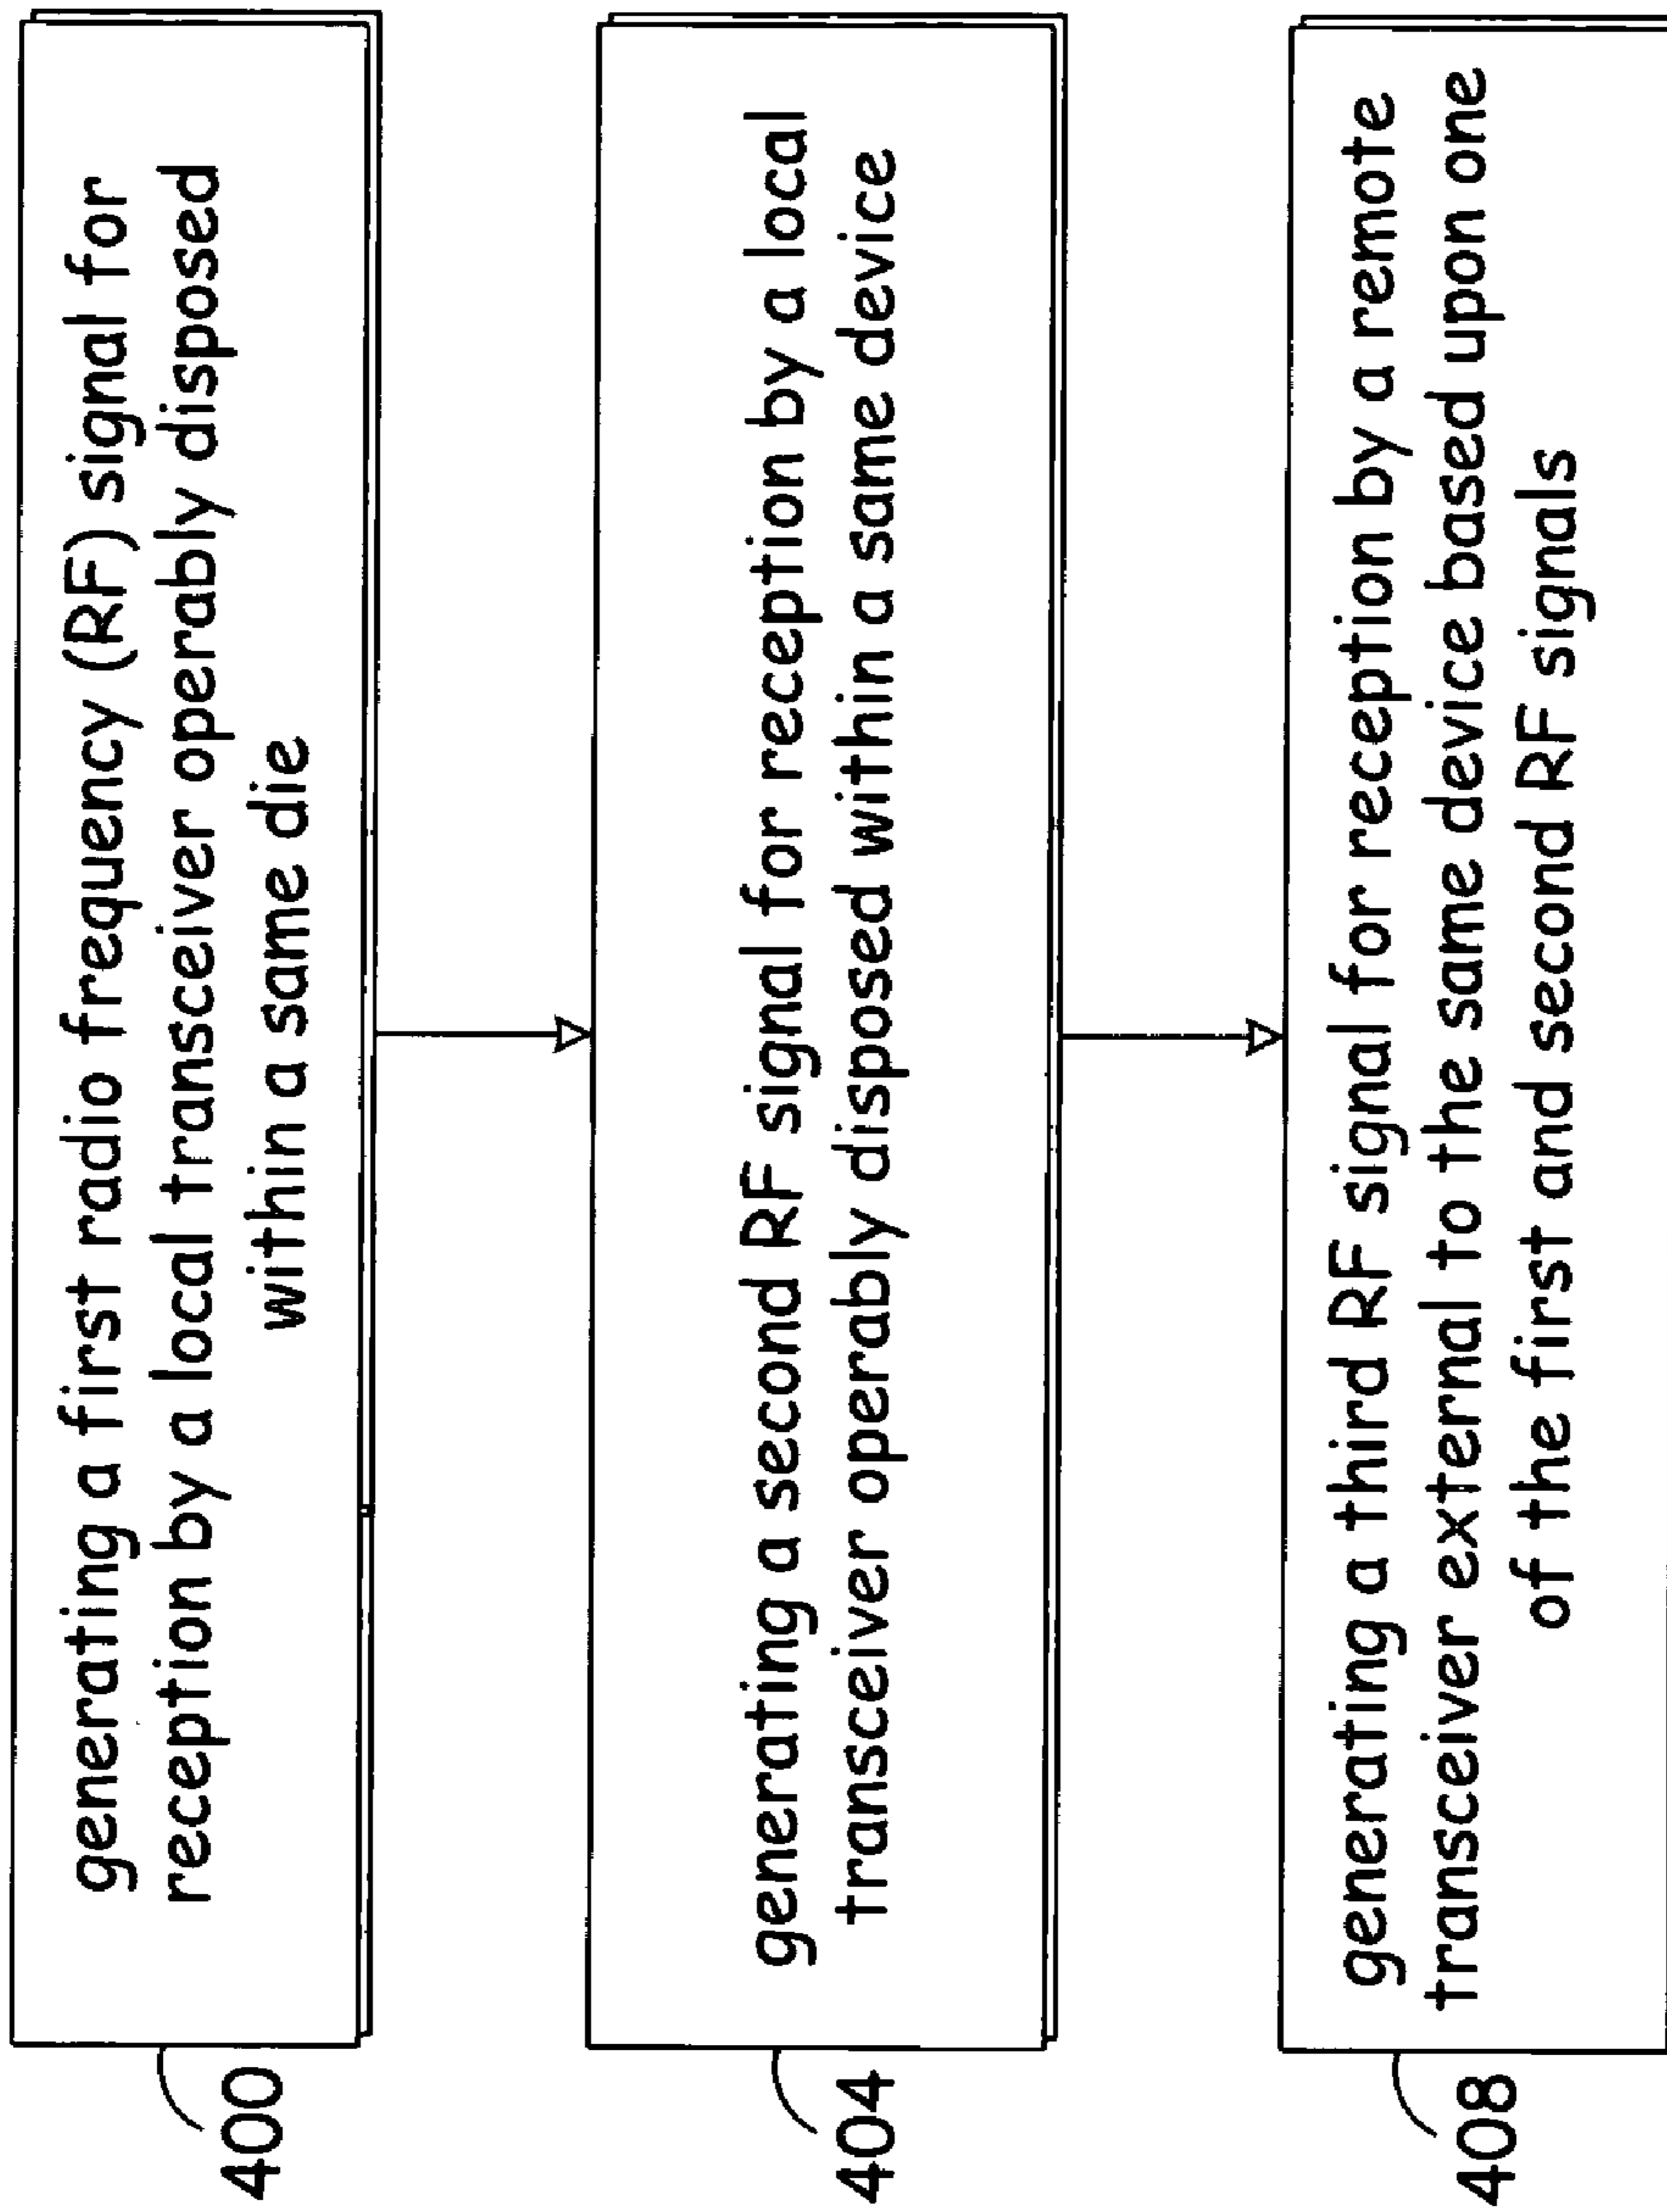 generating a first radio frequency (RF) signal for
reception by a local transceiver operably disposed
within a same die
400
generating a second RF signal for reception by a local
transceiver operably disposed within a same device
404
generating a third RF signal for reception by a remote
transceiver external to the same device based upon one
of the first and second RF signals
408